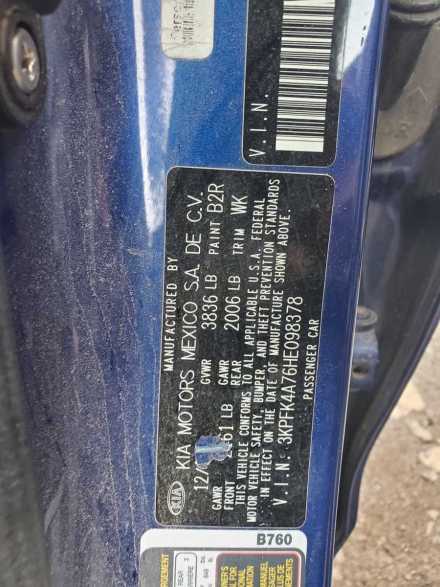 V.I.N.
MANUFACTURED BY
KIA KIA MOTORS MEXICO S.A. DE C.V.
GVWR 3836 LB PAINT B2R
GAWR FRONT GAWR REAR 2006 LB TRIM WK
THIS VEHICLE CONFORMS TO ALL APPLICABLE U.S.A. FEDERAL
MOTOR VEHICLE SAFETY, BUMPER, AND THEFT PREVENTION STANDARDS
IN EFFECT ON THE DATE OF MANUFACTURE SHOWN ABOVE.
V.I.N: 3KPFK4A76HE098378
PASSENGER CAR
B760